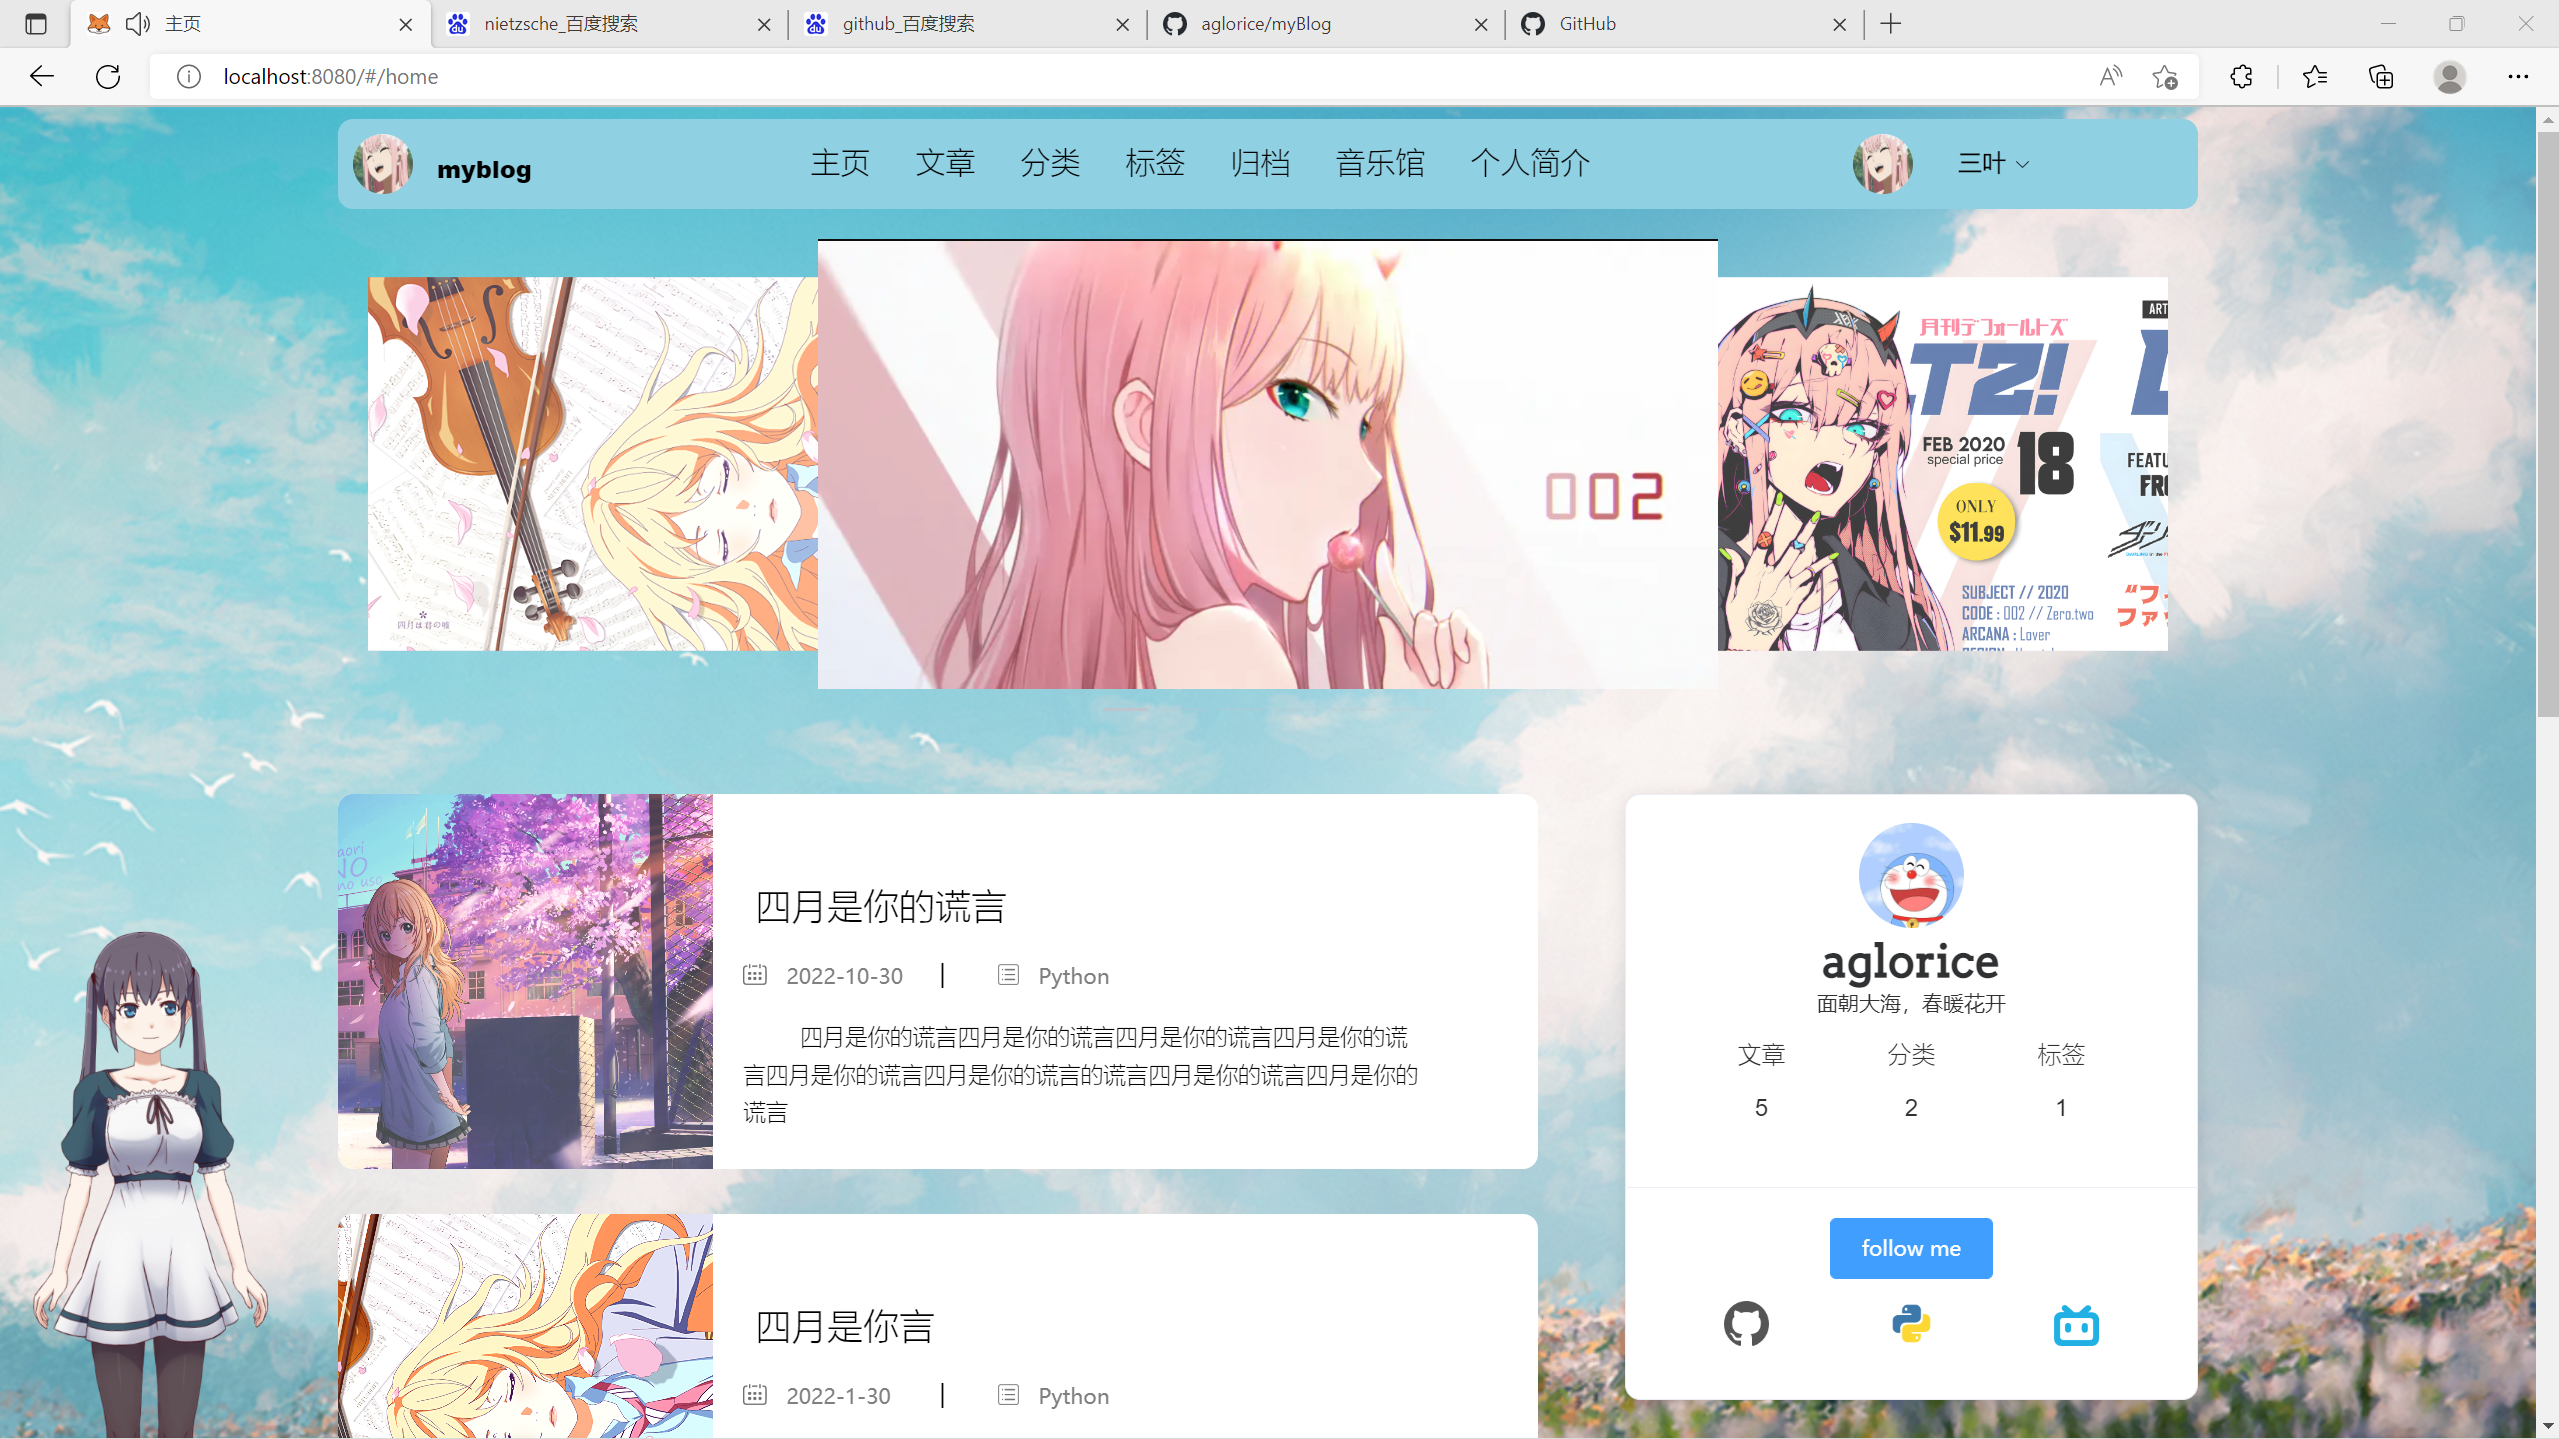 主页
nietzsche_百度搜索
github_百度搜索
aglorice/myBlog
GitHub
localhost:8080/#/home
myblog
主页 文章 分类 标签 归档 音乐馆 个人简介
三叶
四月は君の嘘
002
月刊デフォールトズ
ART
LTZ!
FEB 2020
special price
18
ONLY
$11.99
SUBJECT // 2020
CODE : 002 // Zero.two
ARCANA : Lover
四月是你的谎言
2022-10-30 | Python
四月是你的谎言四月是你的谎言四月是你的谎言四月是你的谎
言四月是你的谎言四月是你的谎言的谎言四月是你的谎言四月是你的
谎言
四月是你言
2022-1-30 | Python
aglorice
面朝大海，春暖花开
文章 分类 标签
5 2 1
follow me